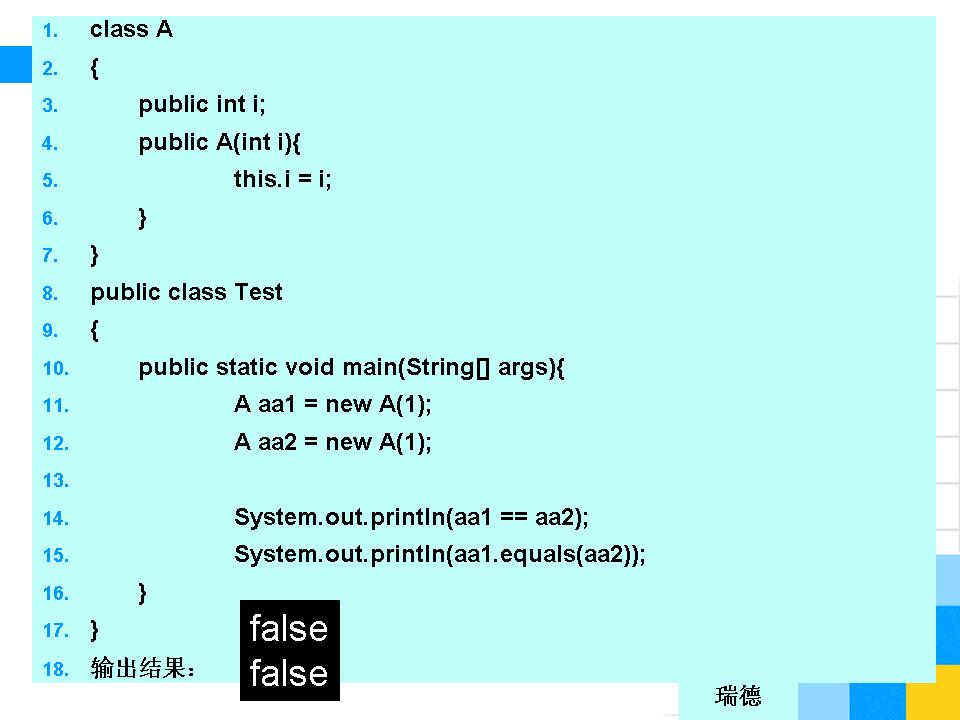 1. class A
2. {
3. public int i;
4. public A(int i){
5. this.i = i;
6. }
7. }
8. public class Test
9. {
10. public static void main(String[] args){
11. A aa1 = new A(1);
12. A aa2 = new A(1);
13.
14. System.out.println(aa1 == aa2);
15. System.out.println(aa1.equals(aa2));
16. }
17. }
18. 输出结果：
false
false
瑞德